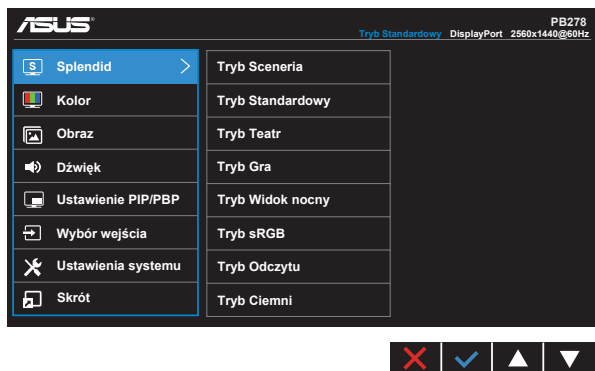 ASUS
PB278
Tryb Standardowy DisplayPort 2560x1440@60Hz
S Splendid
Kolor
Obraz
Dźwięk
Ustawienie PIP/PBP
Wybór wejścia
Ustawienia systemu
Skrót
Tryb Sceneria
Tryb Standardowy
Tryb Teatr
Tryb Gra
Tryb Widok nocny
Tryb sRGB
Tryb Odczytu
Tryb Ciemni